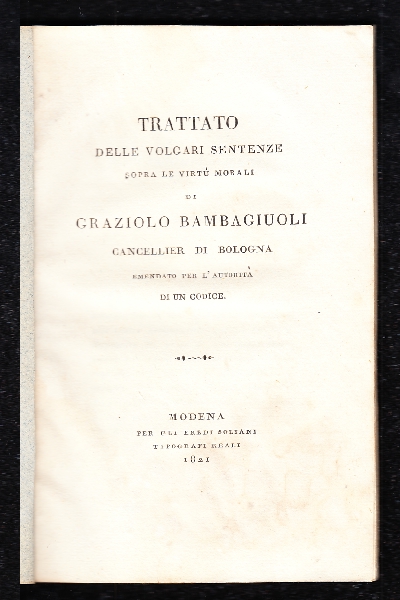 TRATTATO
DELLE VOLGARI SENTENZE
SOPRA LE VIRTÚ MORALI
DI
GRAZIOLO BAMBAGIUOLI
CANCELLIER DI BOLOGNA
EMENDATO PER L'AUTORITÀ
DI UN CODICE.
MODENA
PER GLI EREDI SOLIANI
TIPOGRAFI REALI
1821